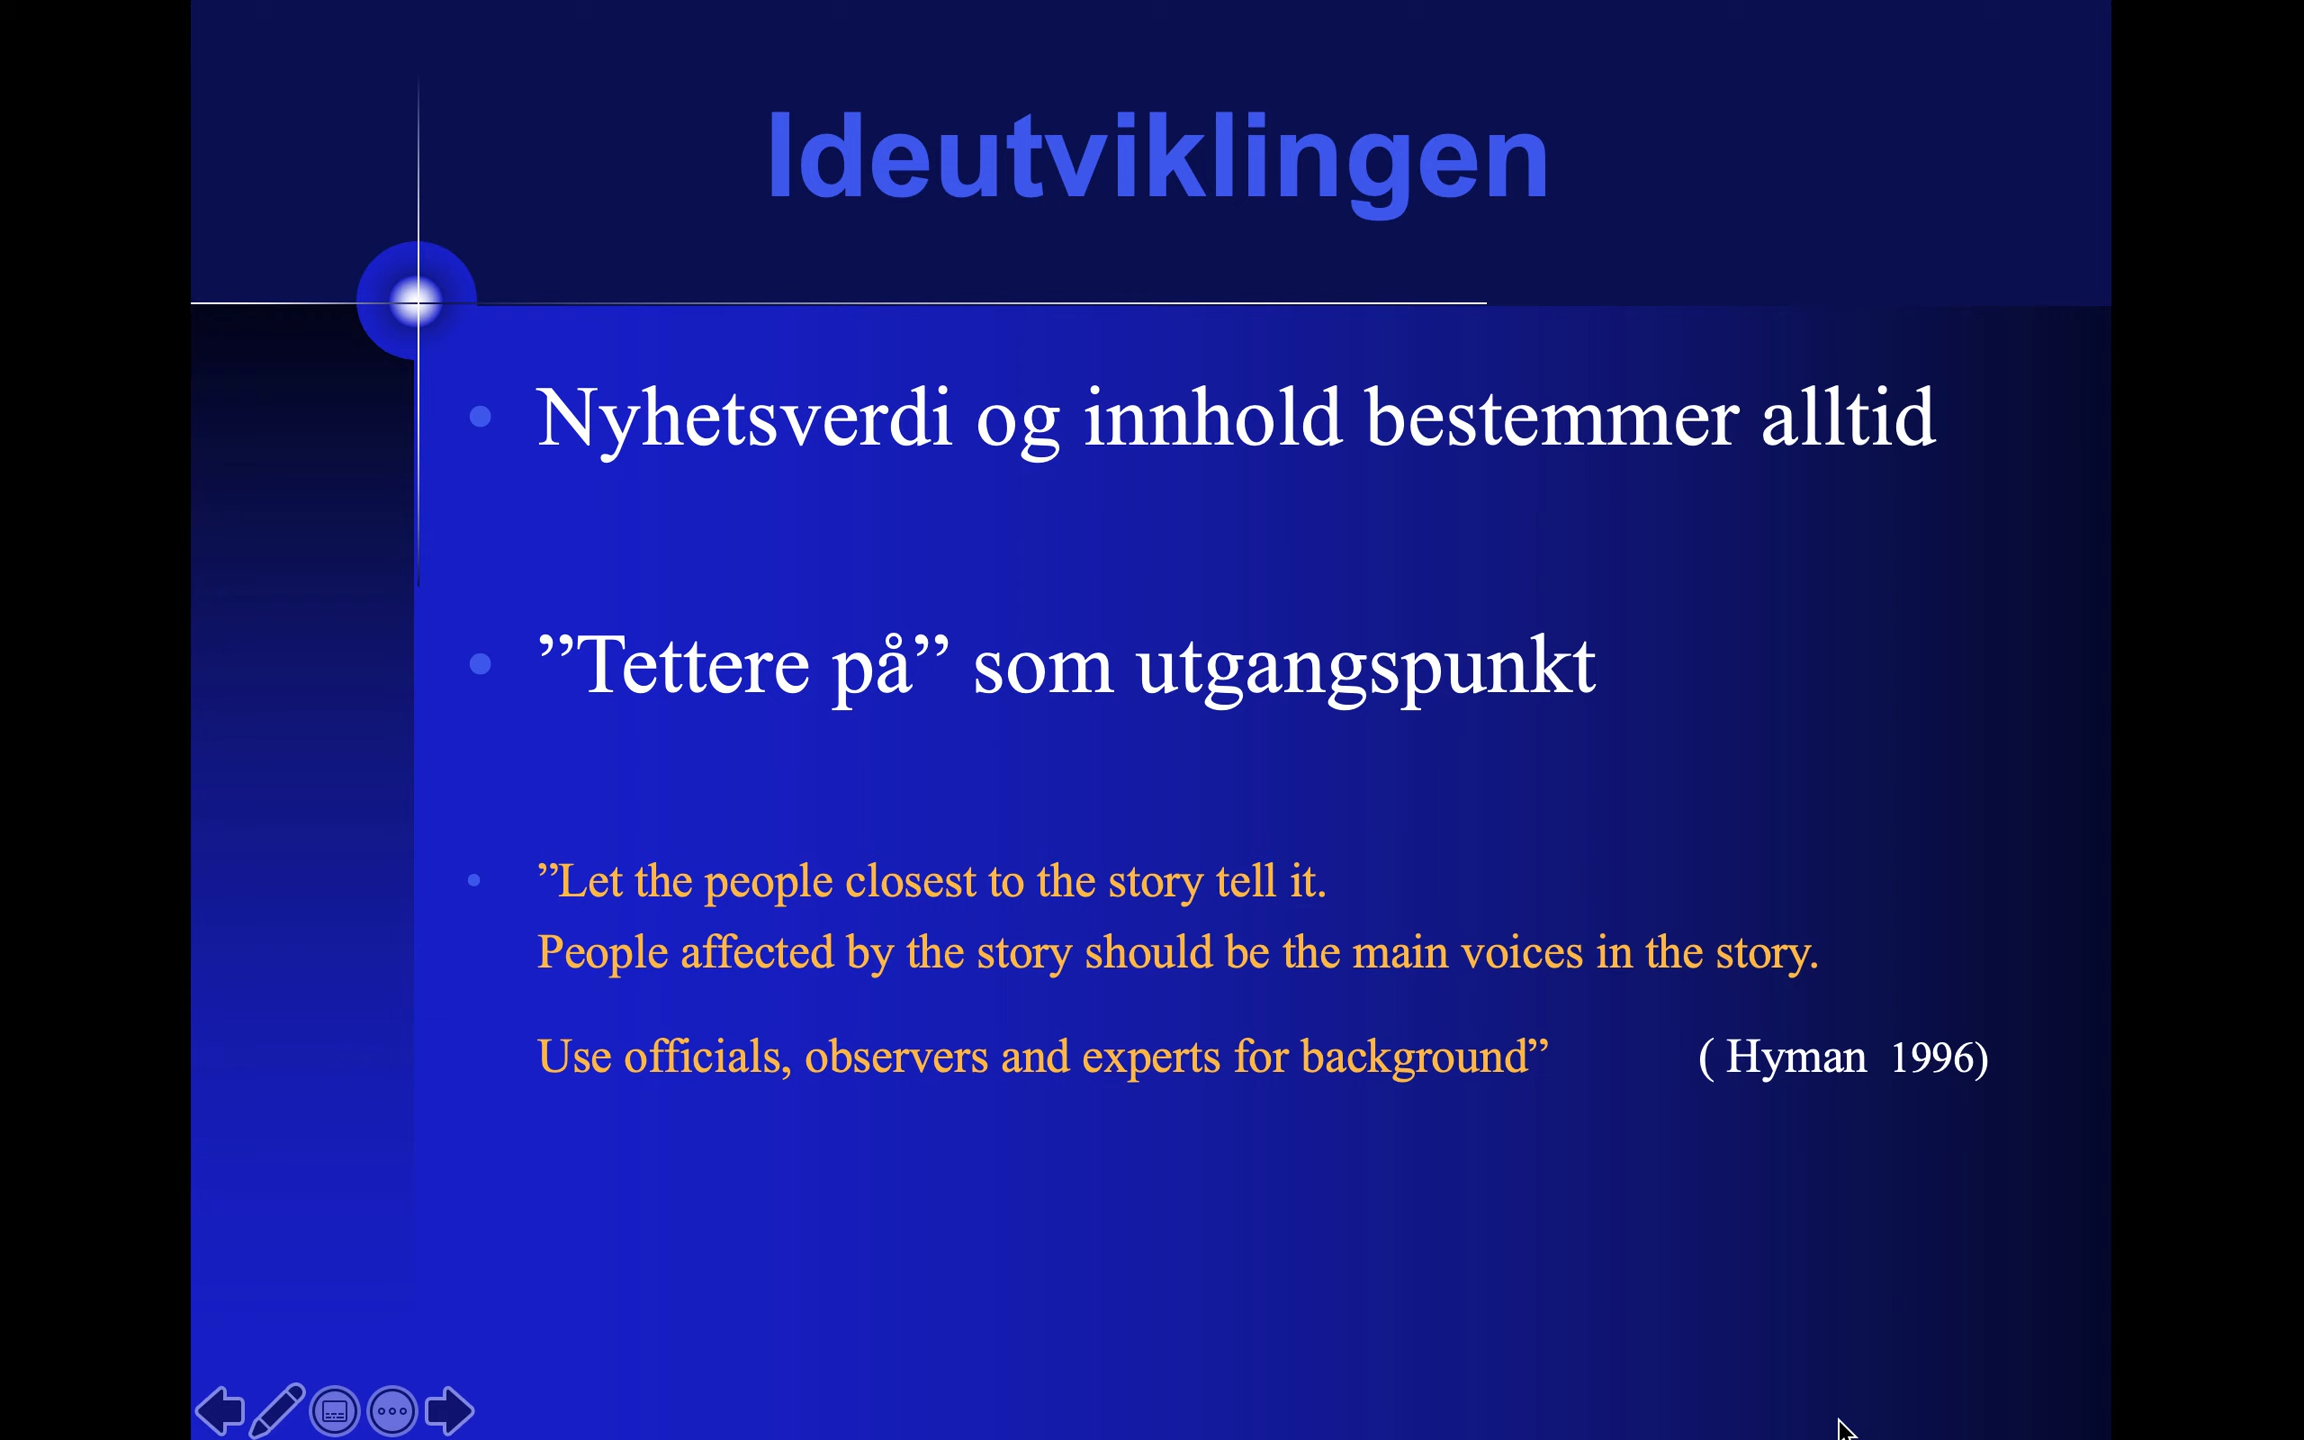 Ideutviklingen
Nyhetsverdi og innhold bestemmer alltid
”Tettere på” som utgangspunkt
”Let the people closest to the story tell it.
People affected by the story should be the main voices in the story.
Use officials, observers and experts for background” ( Hyman 1996)